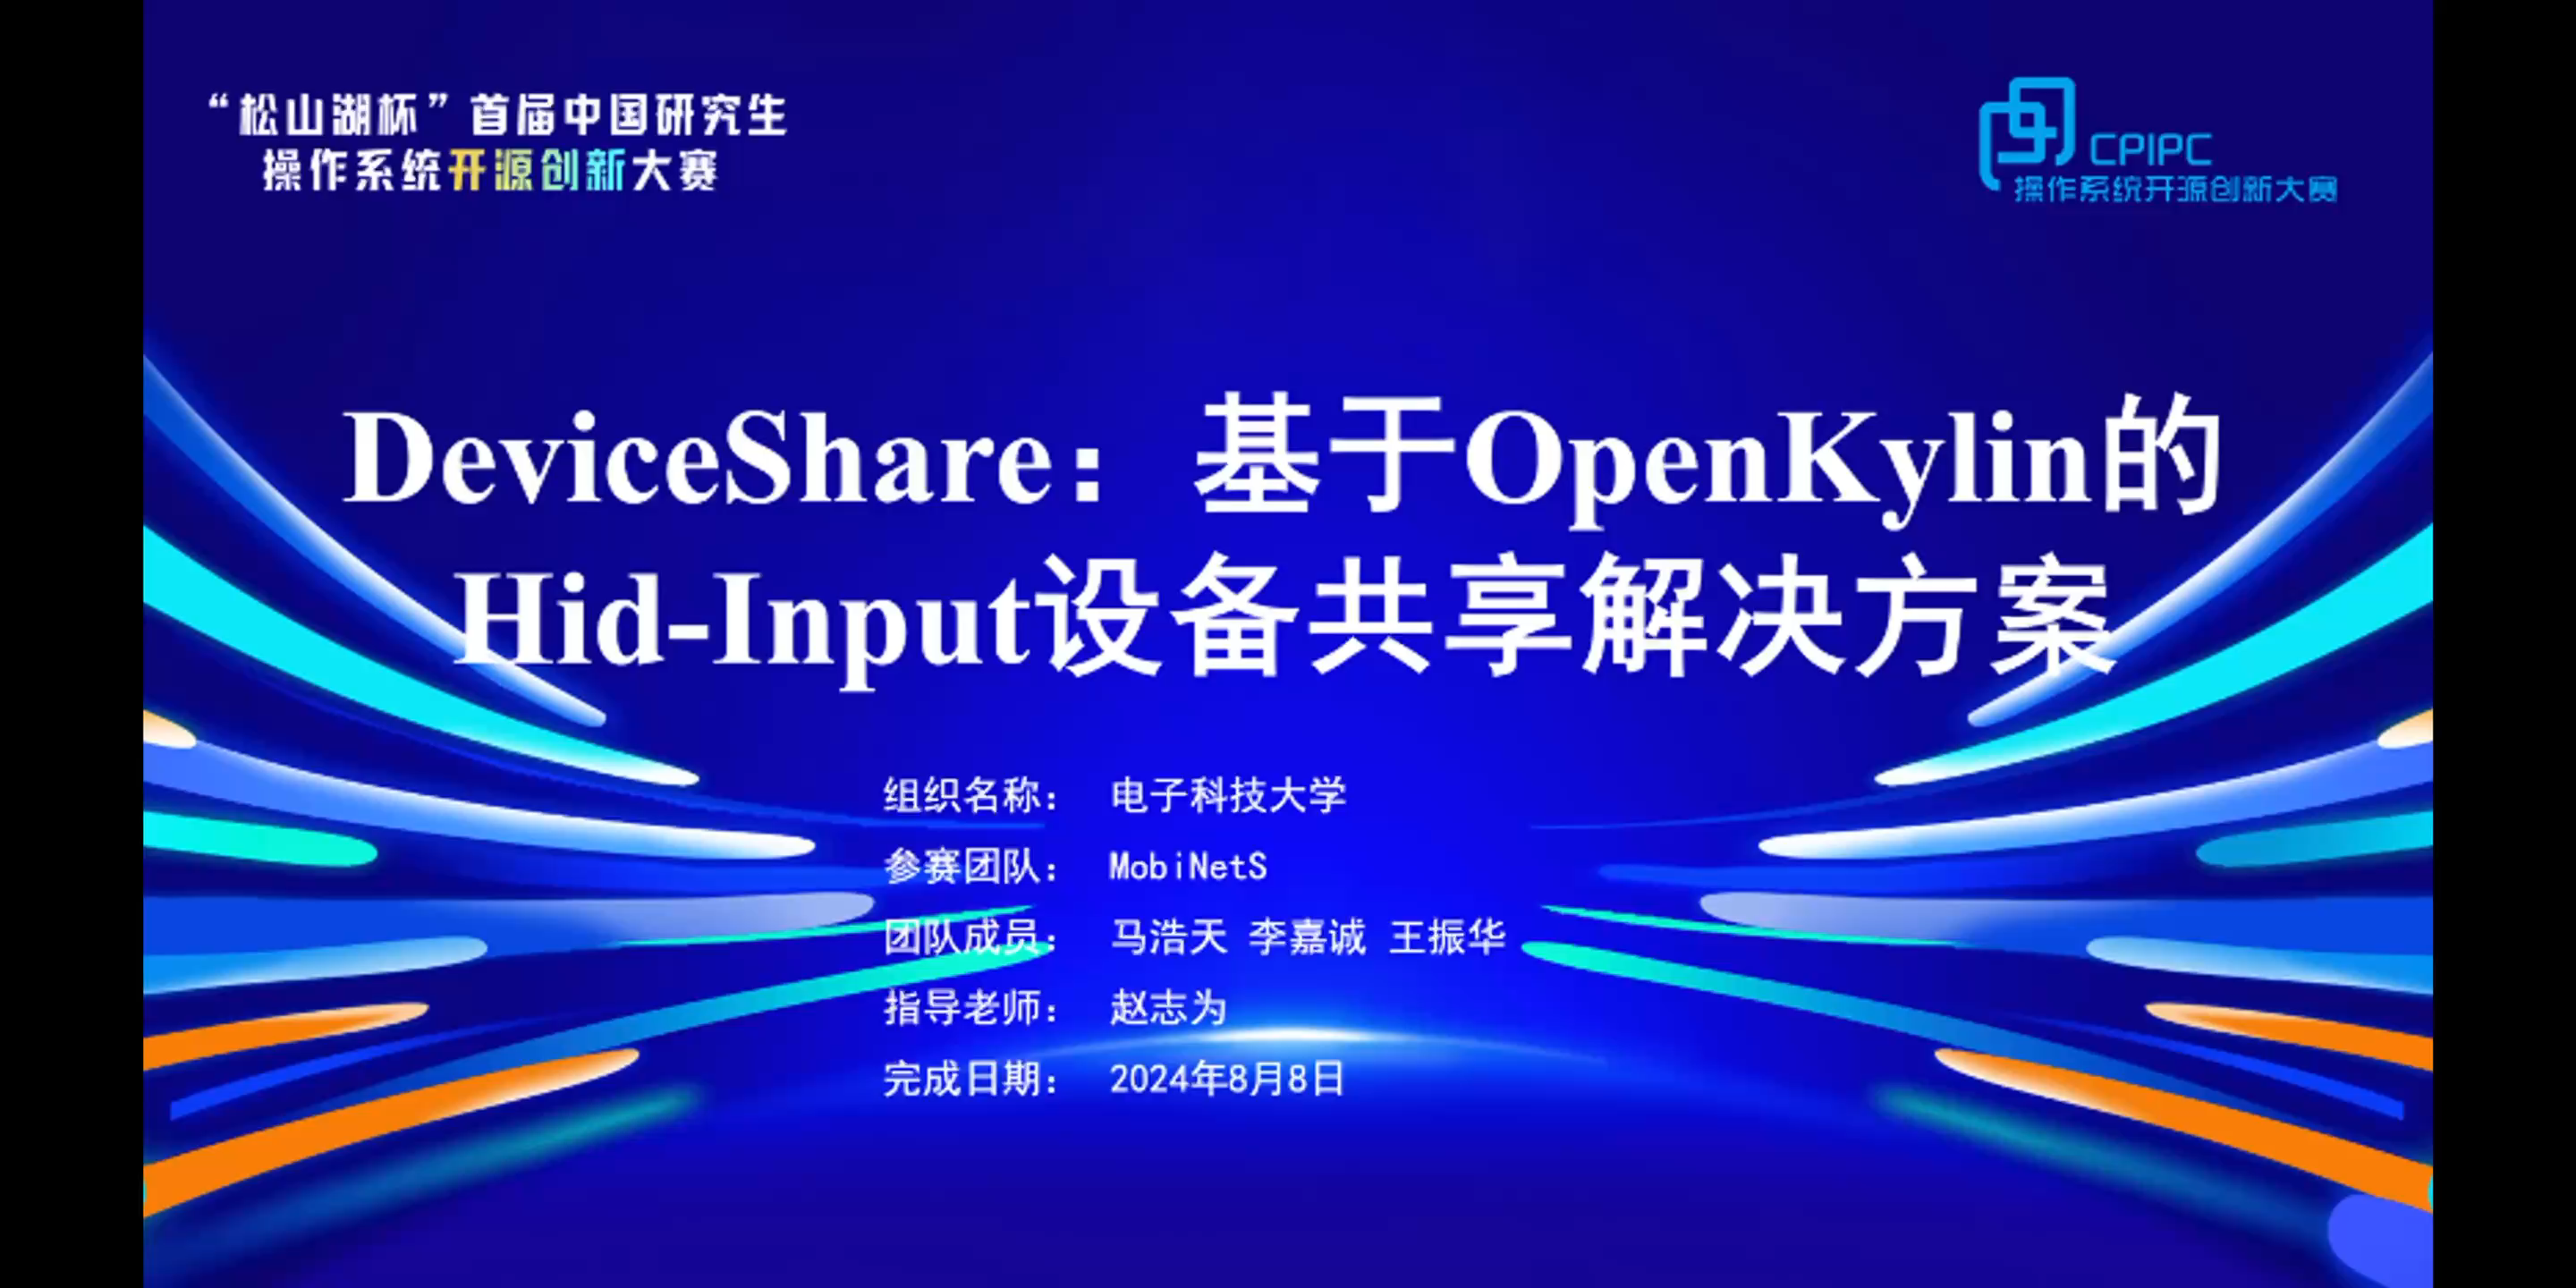 “松山湖杯”首届中国研究生
操作系统开源创新大赛
CPIPC
操作系统开源创新大赛
DeviceShare：基于OpenKylin的
Hid-Input设备共享解决方案
组织名称： 电子科技大学
参赛团队： MobiNetS
团队成员： 马浩天 李嘉诚 王振华
指导老师： 赵志为
完成日期： 2024年8月8日